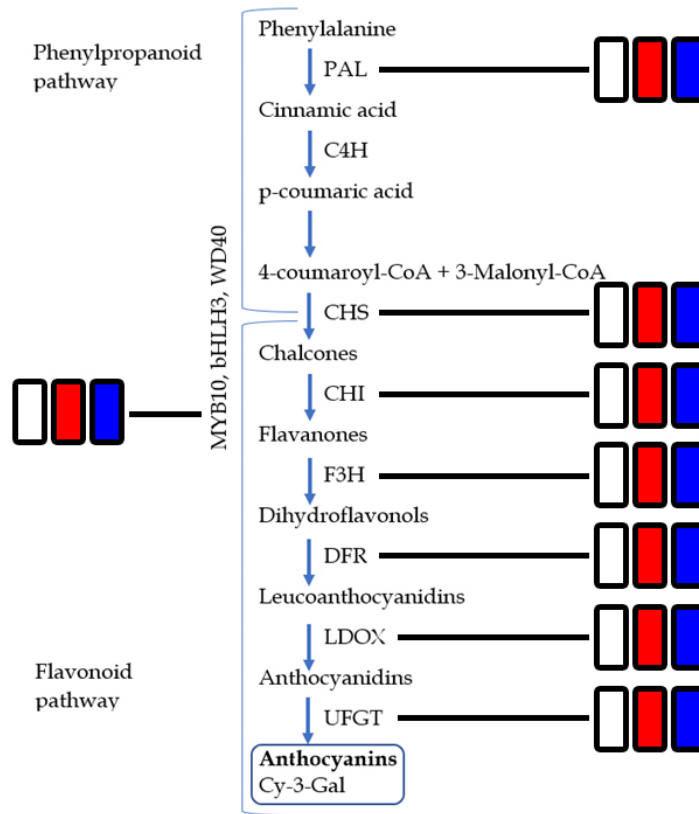 Phenylpropanoid
pathway
Phenylalanine
PAL
Cinnamic acid
C4H
p-coumaric acid
4-coumaroyl-CoA + 3-Malonyl-CoA
CHS
Chalcones
CHI
Flavanones
F3H
Dihydroflavonols
DFR
Leucoanthocyanidins
LDOX
Anthocyanidins
UFGT
Anthocyanins
Cy-3-Gal
MYB10, bHLH3, WD40
Flavonoid
pathway